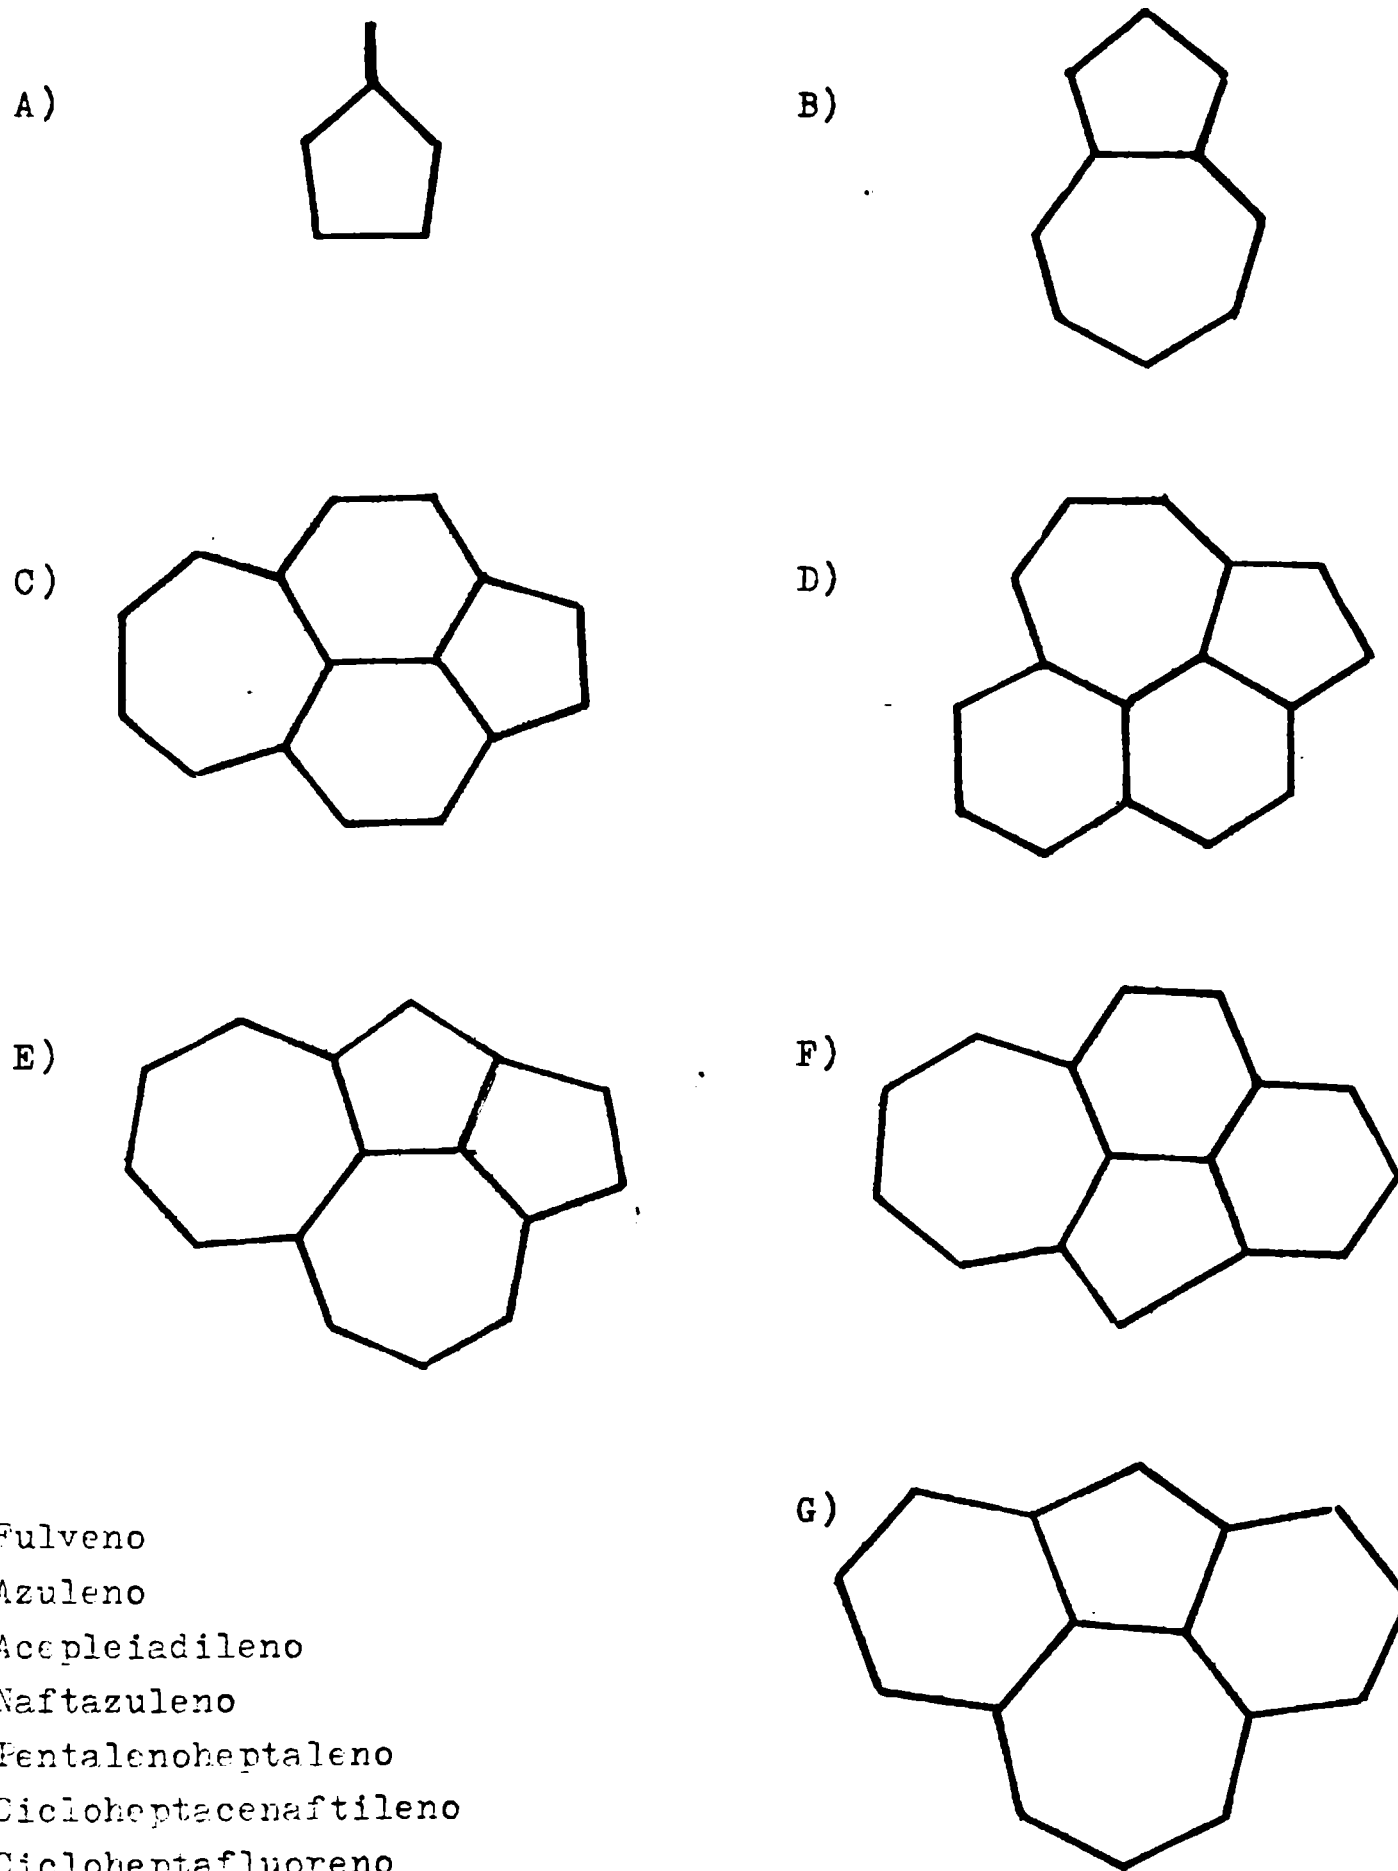 A)
B)
C)
D)
E)
F)
G)
Fulveno
Azuleno
Acepleiadileno
Naftazuleno
Pentalenoheptaleno
Cicloheptacenaftileno
Cicloheptafluoreno